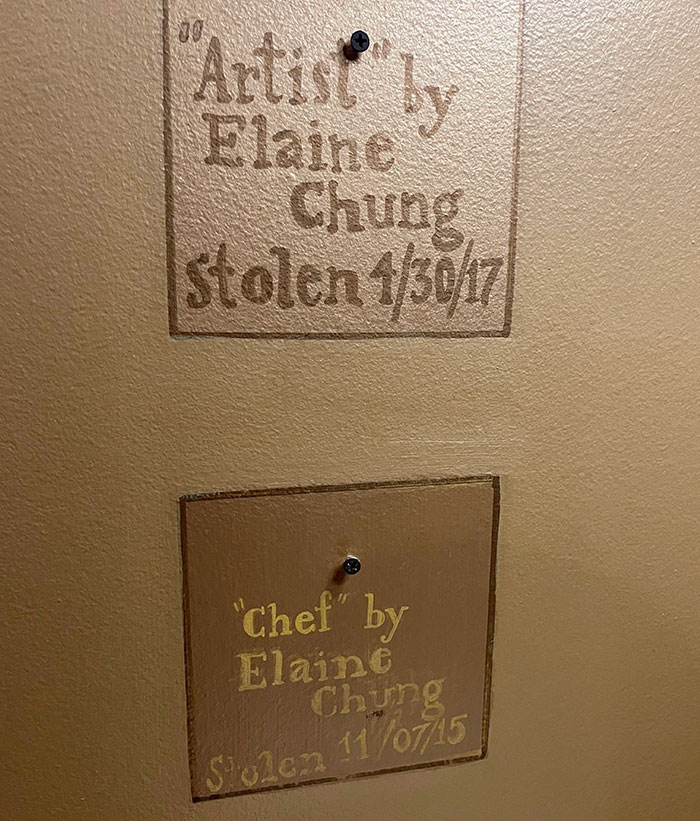 "Artist" by
Elaine
Chung
Stolen 4/30/17
"Chef" by
Elaine
Chung
Stolen 11/07/15